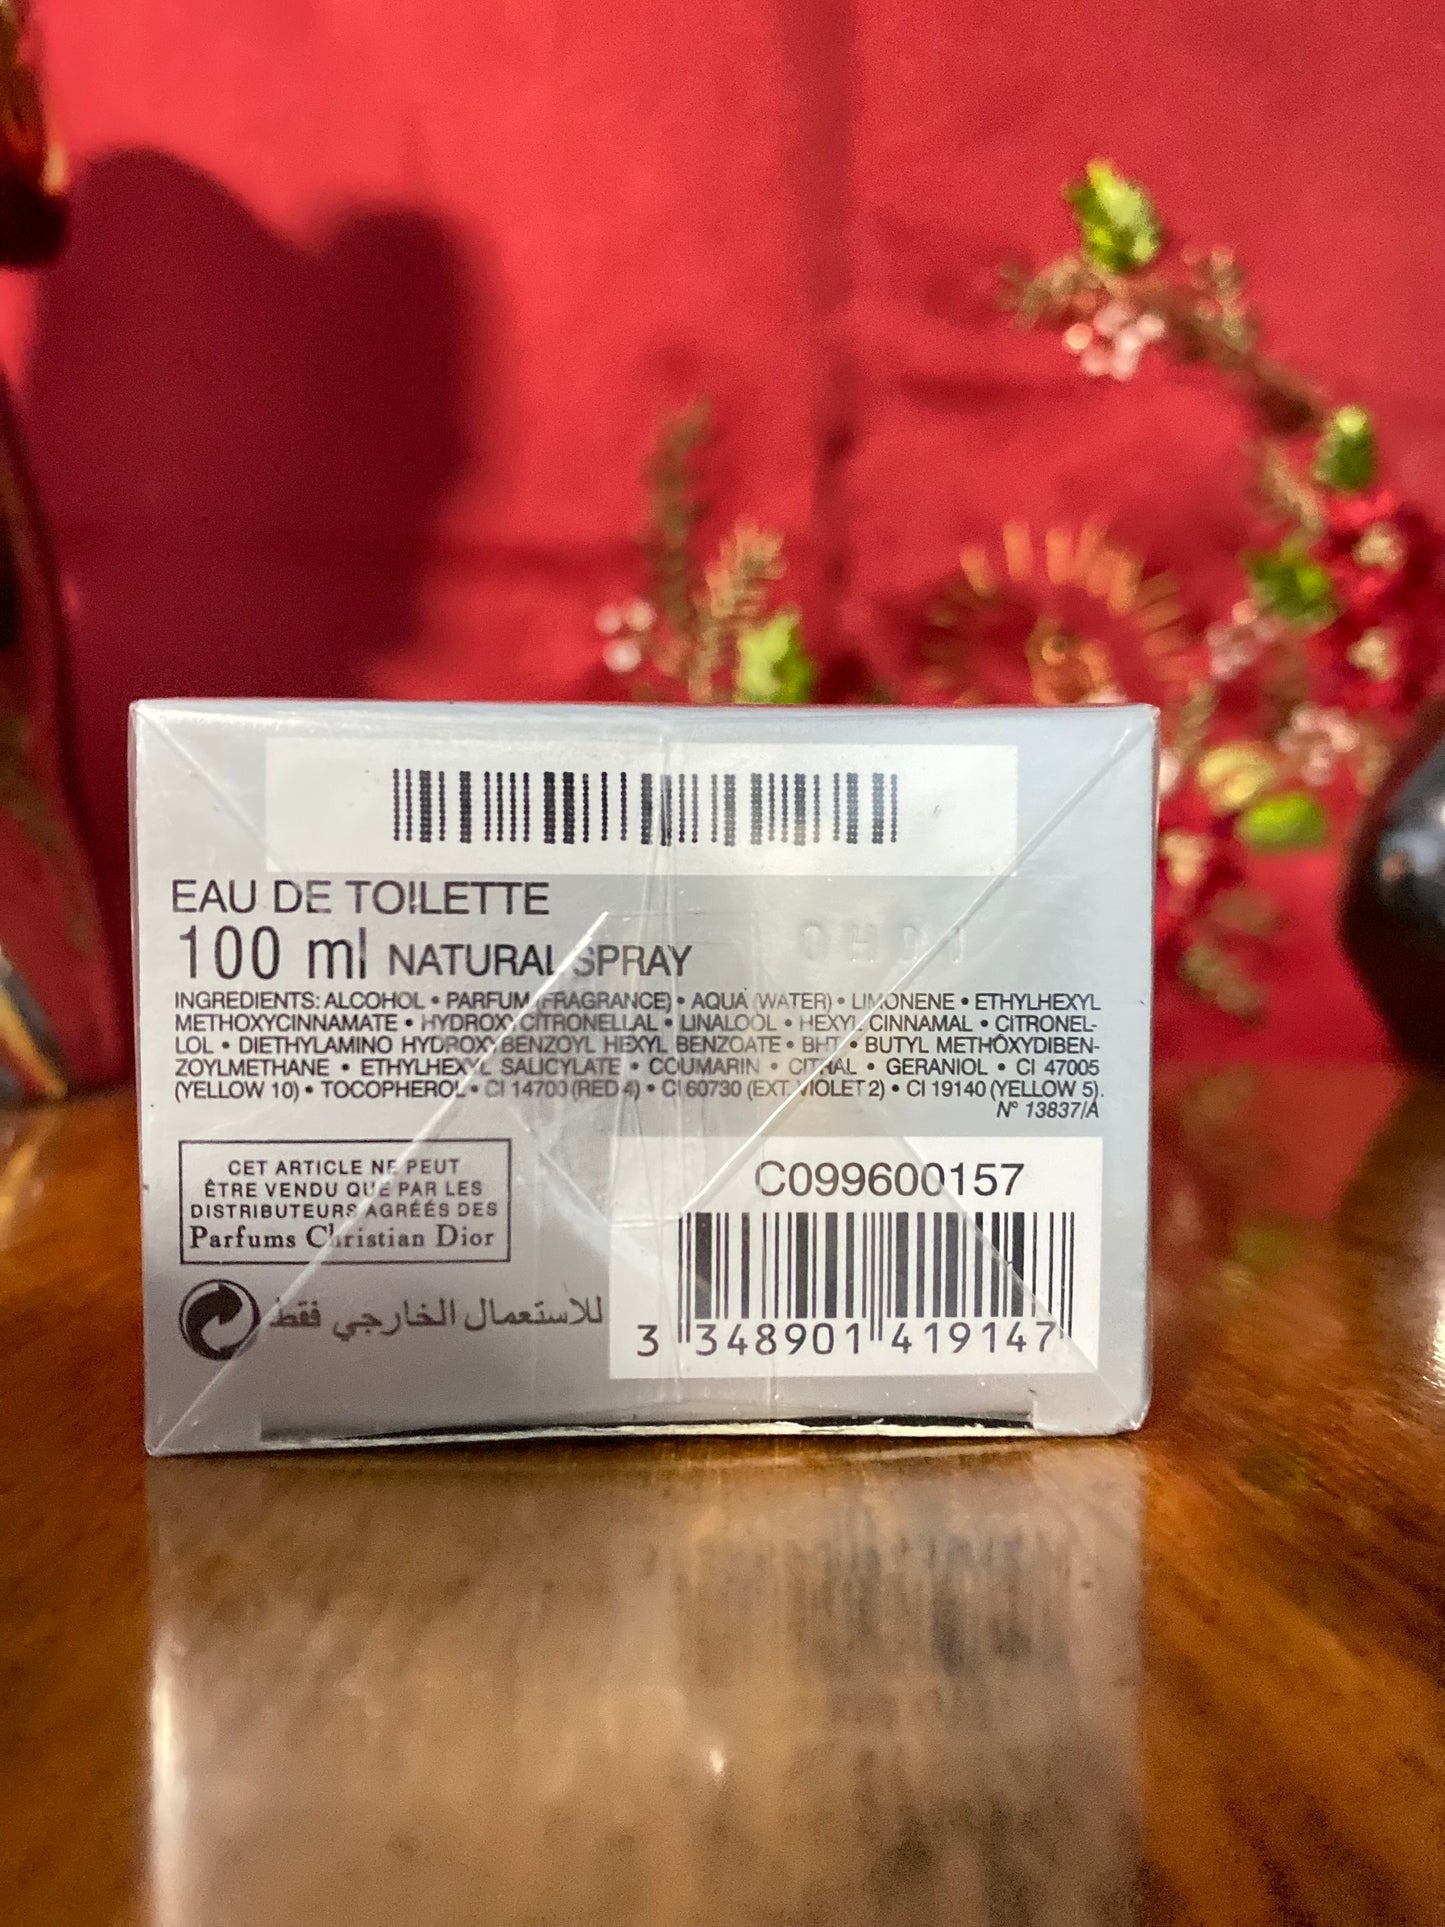 EAU DE TOILETTE
100 ml NATURAL SPRAY
INGREDIENTS: ALCOHOL • PARFUM (FRAGRANCE) • AQUA (WATER) • LIMONENE • ETHYLHEXYL
METHOXYCINNAMATE • HYDROXYCITRONELLAL • LINALOOL • HEXYL CINNAMAL • CITRONEL-
LOL • DIETHYLAMINO HYDROXYBENZOYL HEXYL BENZOATE • BHT • BUTYL METHOXYDIBEN-
ZOYLMETHANE • ETHYLHEXYL SALICYLATE • COUMARIN • CITRAL • GERANIOL • CI 47005
(YELLOW 10) • TOCOPHEROL • CI 14700 (RED 4) • CI 60730 (EXT. VIOLET 2) • CI 19140 (YELLOW 5).
N° 13837/A
CET ARTICLE NE PEUT
ÊTRE VENDU QUE PAR LES
DISTRIBUTEURS AGRÉÉS DES
Parfums Christian Dior
للاستعمال الخارجي فقط
C099600157
3 348901 419147